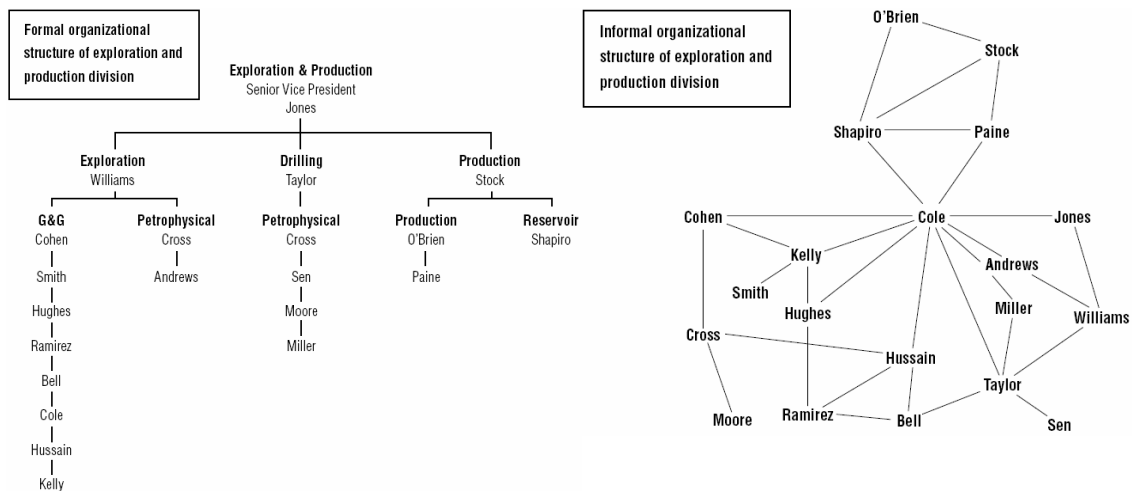 Formal organizational
structure of exploration and
production division
Exploration & Production
Senior Vice President
Jones
Exploration
Williams
Drilling
Taylor
Production
Stock
G&G
Cohen
Petrophysical
Cross
Petrophysical
Cross
Production
O'Brien
Reservoir
Shapiro
Smith
Andrews
Sen
Paine
Hughes
Moore
Ramirez
Miller
Bell
Cole
Hussain
Kelly
Informal organizational
structure of exploration and
production division
O'Brien
Stock
Shapiro
Paine
Cohen
Cole
Jones
Kelly
Andrews
Smith
Hughes
Miller
Williams
Cross
Hussain
Taylor
Moore
Ramirez
Bell
Sen